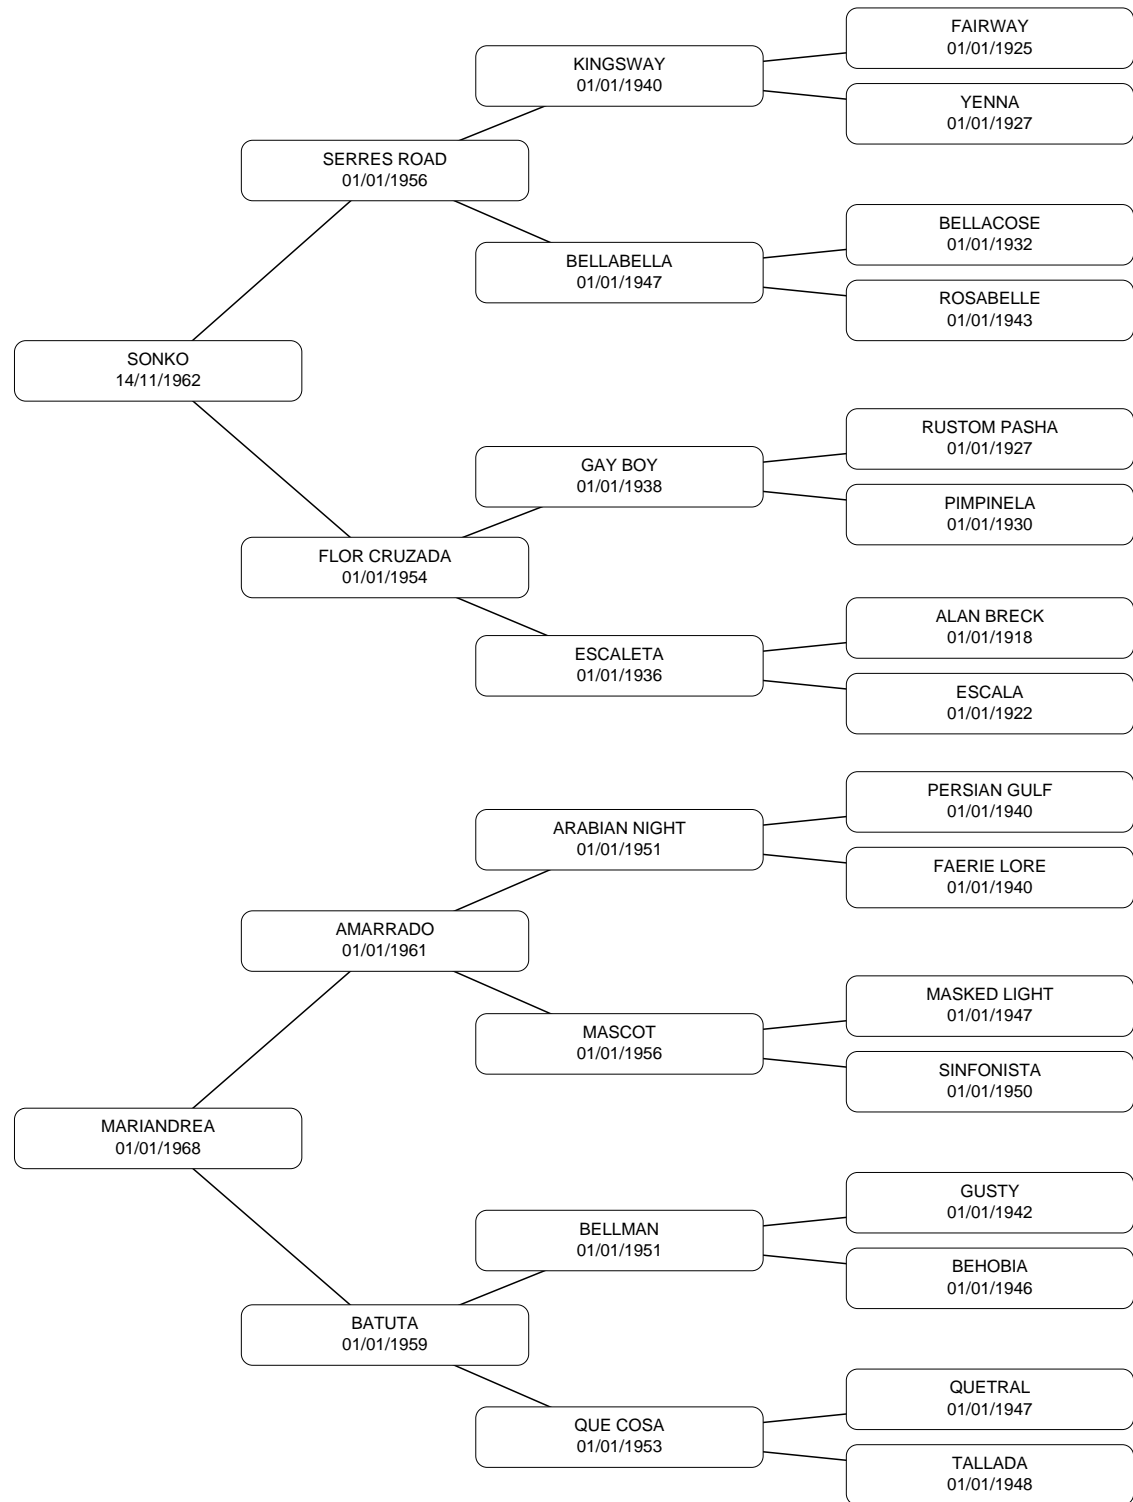 FAIRWAY
01/01/1925
KINGSWAY
01/01/1940
YENNA
01/01/1927
SERRES ROAD
01/01/1956
BELLACOSE
01/01/1932
BELLABELLA
01/01/1947
ROSABELLE
01/01/1943
SONKO
14/11/1962
RUSTOM PASHA
01/01/1927
GAY BOY
01/01/1938
PIMPINELA
01/01/1930
FLOR CRUZADA
01/01/1954
ALAN BRECK
01/01/1918
ESCALETA
01/01/1936
ESCALA
01/01/1922
PERSIAN GULF
01/01/1940
ARABIAN NIGHT
01/01/1951
FAERIE LORE
01/01/1940
AMARRADO
01/01/1961
MASKED LIGHT
01/01/1947
MASCOT
01/01/1956
SINFONISTA
01/01/1950
MARIANDREA
01/01/1968
GUSTY
01/01/1942
BELLMAN
01/01/1951
BEHOBIA
01/01/1946
BATUTA
01/01/1959
QUETRAL
01/01/1947
QUE COSA
01/01/1953
TALLADA
01/01/1948